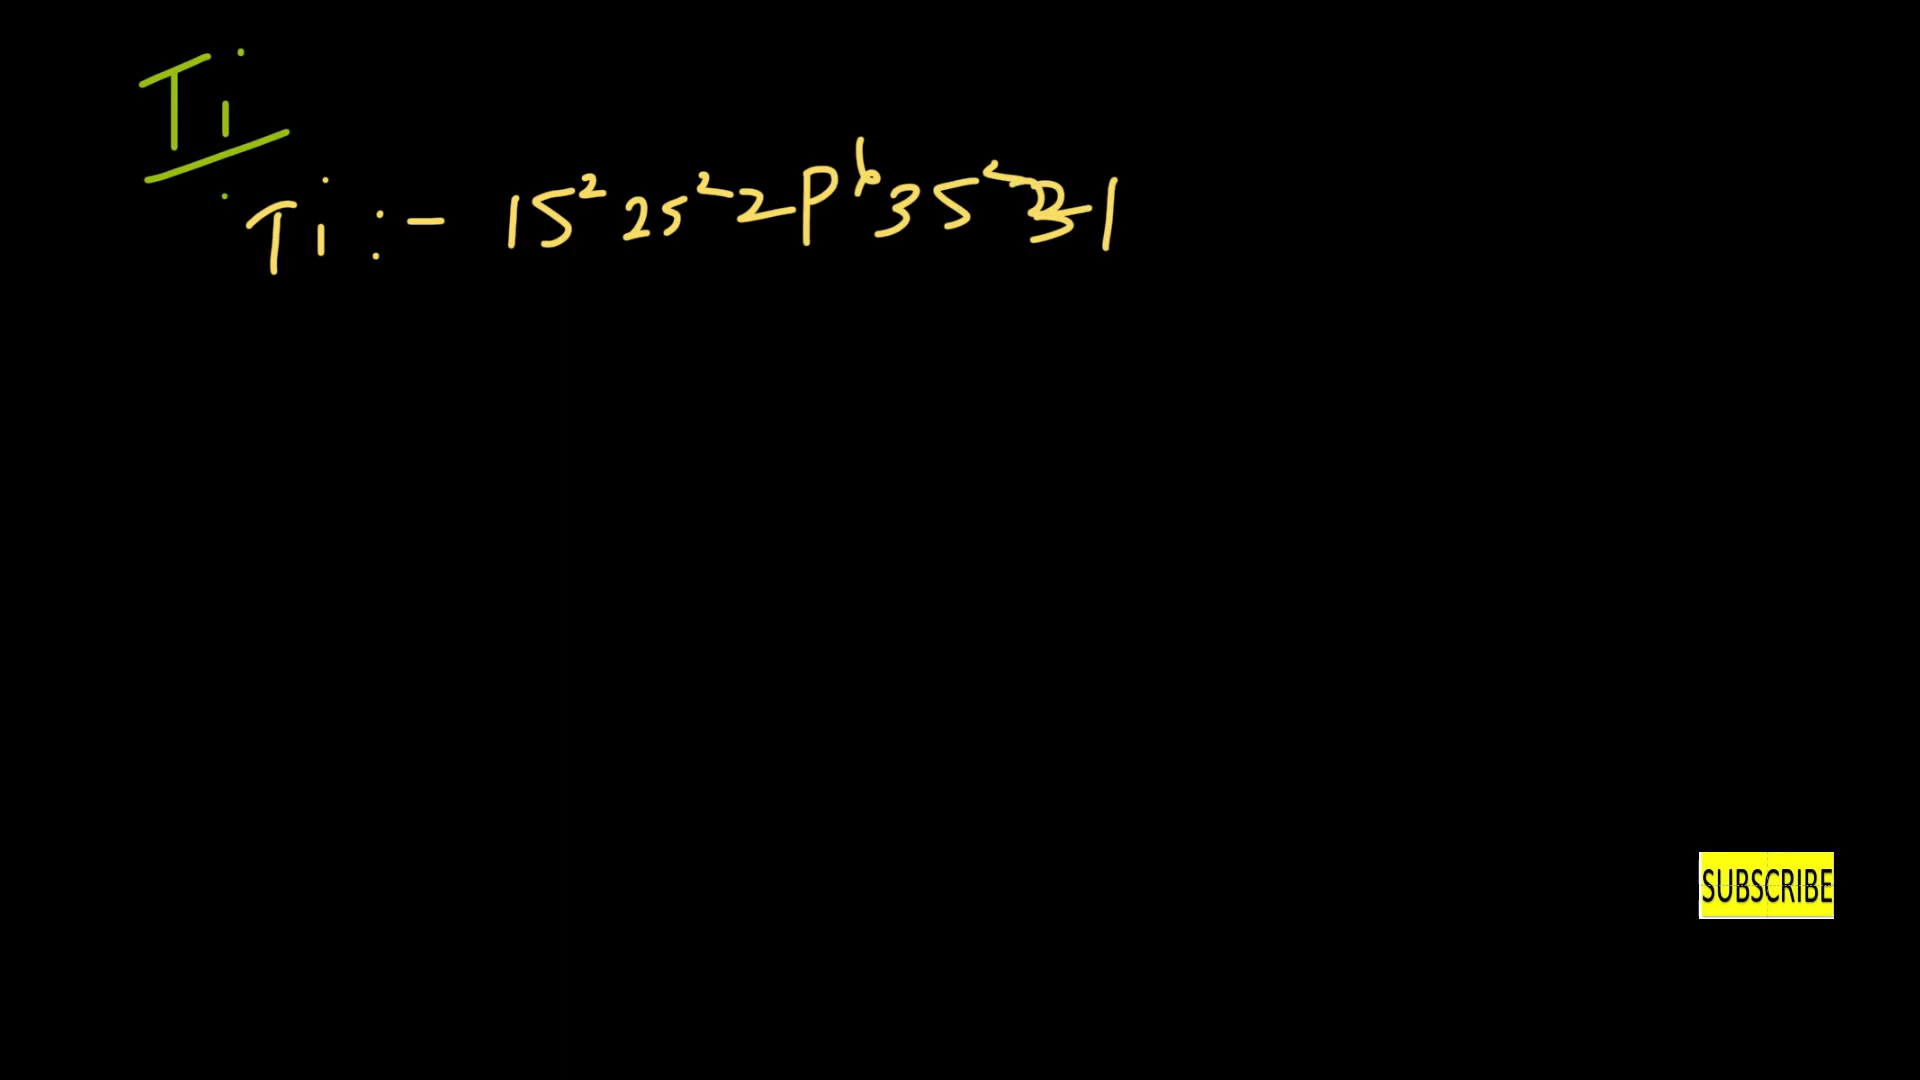 Ti
Ti :- 1s² 2s² 2p⁶ 3s² 3
SUBSCRIBE